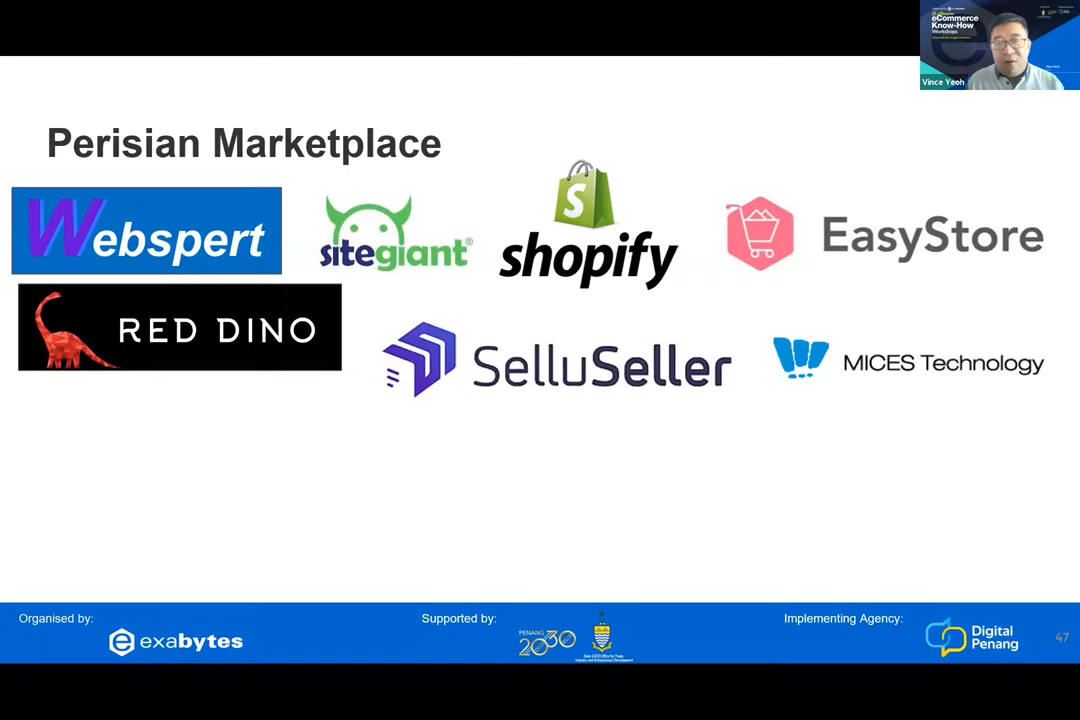 eCommerce
Know-How
Workshops
Vince Yeoh
Perisian Marketplace
Webspert
sitegiant®
shopify
EasyStore
RED DINO
SelluSeller
MICES Technology
Organised by:
exabytes
Supported by:
PENANG
2030
Implementing Agency:
Digital
Penang
47